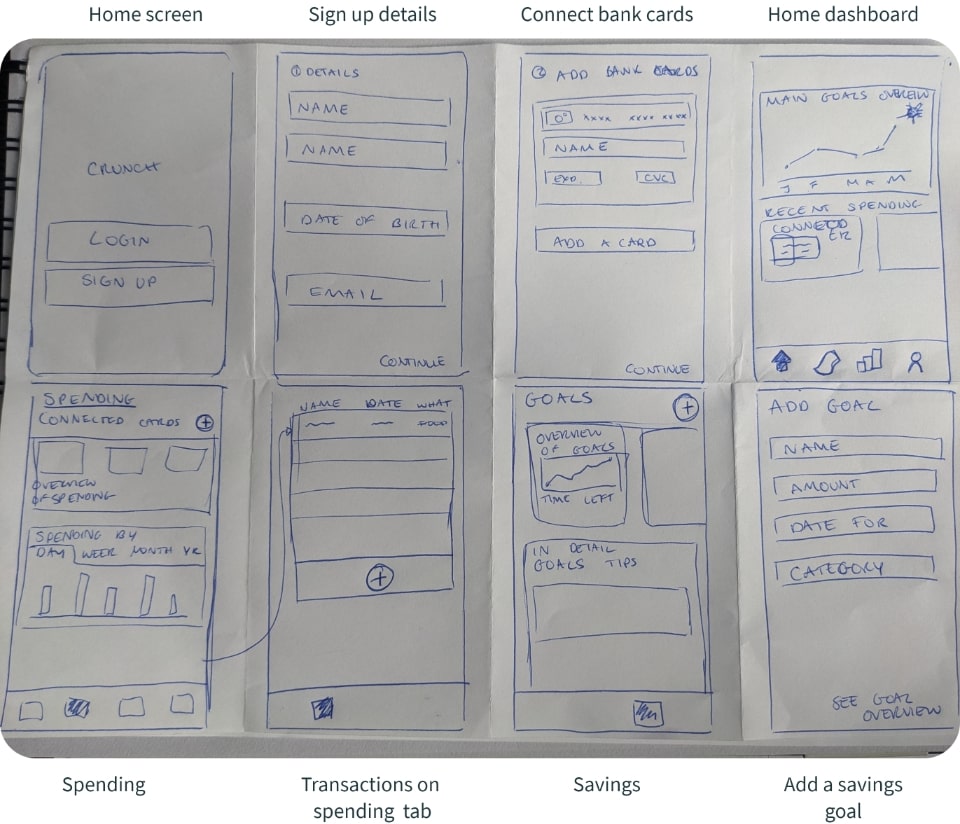 Home screen
Sign up details
Connect bank cards
Home dashboard
CRUNCH
LOGIN
SIGN UP
① DETAILS
NAME
NAME
DATE OF BIRTH
EMAIL
CONTINUE
② ADD BANK CARDS
xxxx xxxx xxxx
NAME
EXP.
CVC
ADD A CARD
CONTINUE
MAIN GOALS OVERVIEW
J F M A M
RECENT SPENDING
CONNECTED
SPENDING
CONNECTED CARDS +
OVERVIEW
OF SPENDING
SPENDING BY
DAY WEEK MONTH YR
NAME DATE WHAT
FOOD
+
GOALS
+
OVERVIEW
OF GOALS
TIME LEFT
IN DETAIL
GOALS TIPS
ADD GOAL
NAME
AMOUNT
DATE FOR
CATEGORY
SEE GOAL
OVERVIEW
Spending
Transactions on
spending tab
Savings
Add a savings
goal